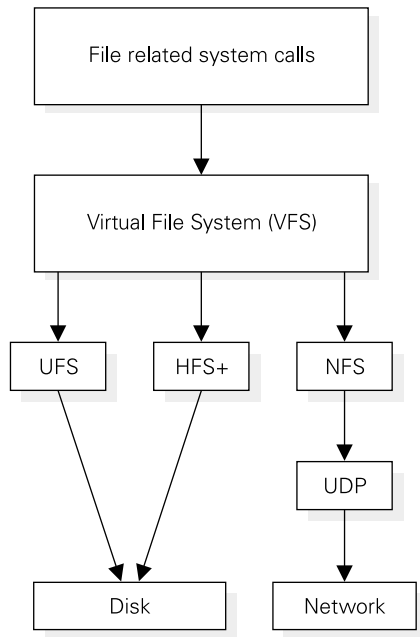 File related system calls
Virtual File System (VFS)
UFS
HFS+
NFS
UDP
Disk
Network